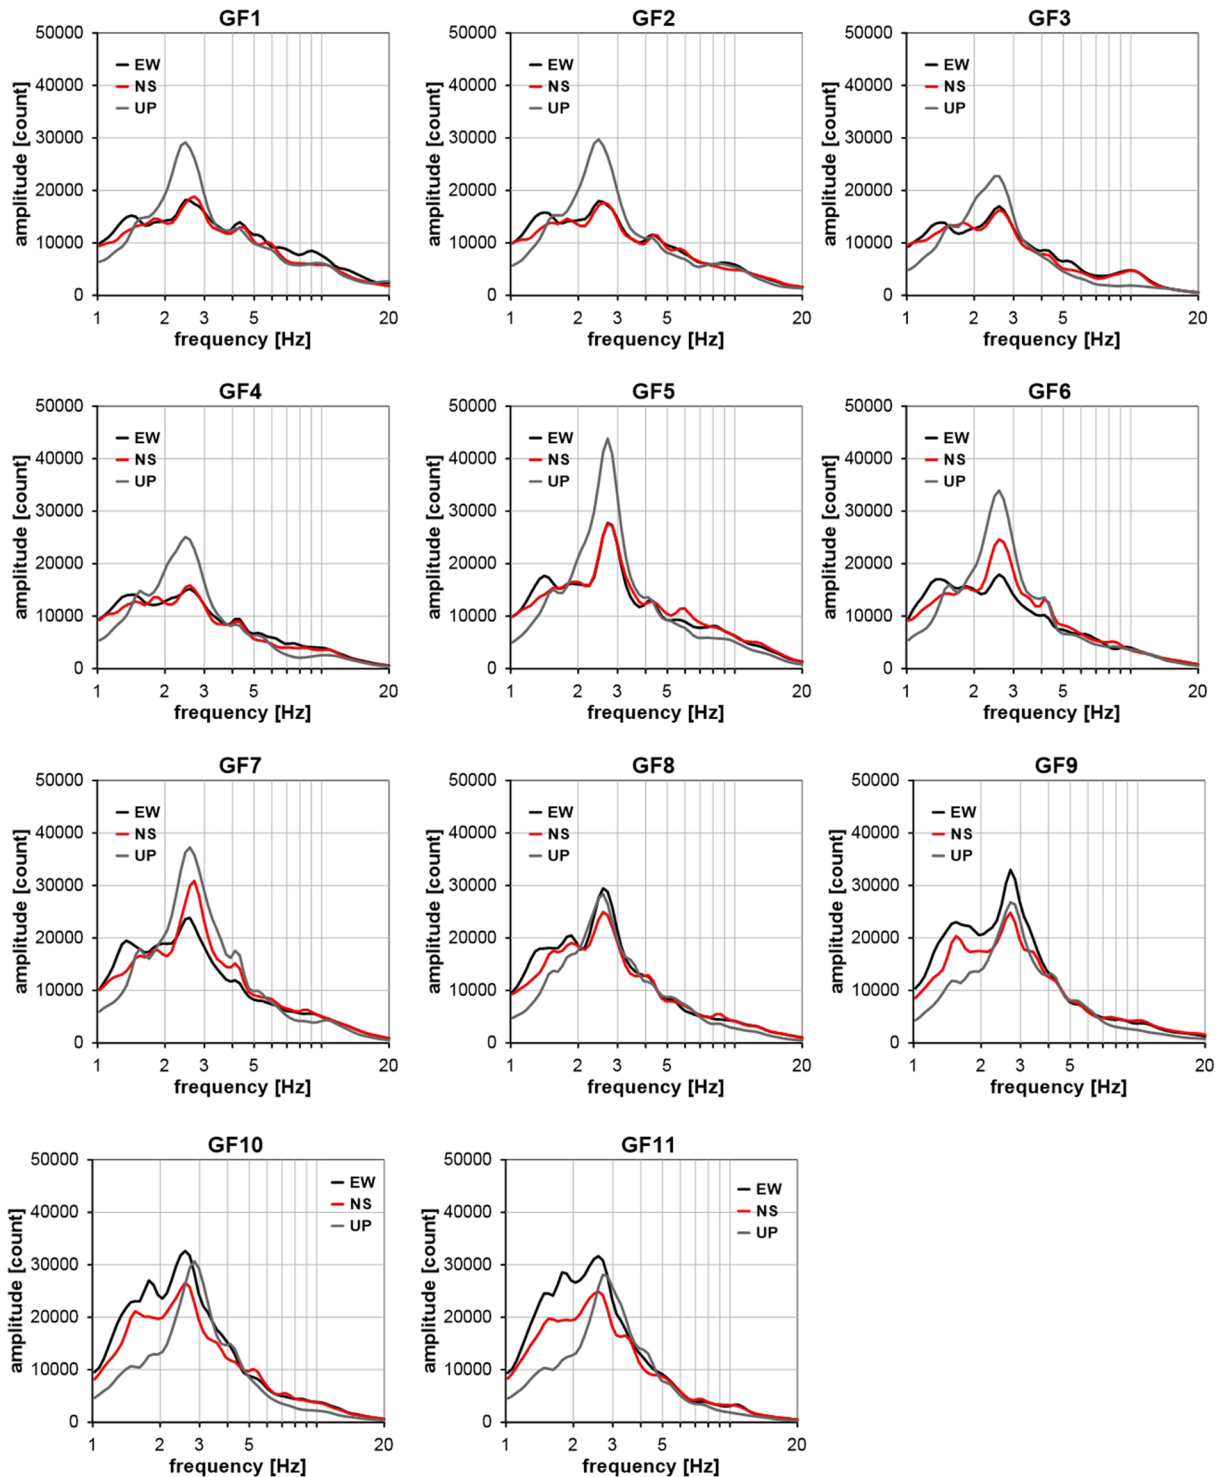 GF1
50000
40000
30000
20000
10000
0
amplitude [count]
EW
NS
UP
1
2
3
5
20
frequency [Hz]
GF2
50000
40000
30000
20000
10000
0
amplitude [count]
EW
NS
UP
1
2
3
5
20
frequency [Hz]
GF3
50000
40000
30000
20000
10000
0
amplitude [count]
EW
NS
UP
1
2
3
5
20
frequency [Hz]
GF4
50000
40000
30000
20000
10000
0
amplitude [count]
EW
NS
UP
1
2
3
5
20
frequency [Hz]
GF5
50000
40000
30000
20000
10000
0
amplitude [count]
EW
NS
UP
1
2
3
5
20
frequency [Hz]
GF6
50000
40000
30000
20000
10000
0
amplitude [count]
EW
NS
UP
1
2
3
5
20
frequency [Hz]
GF7
50000
40000
30000
20000
10000
0
amplitude [count]
EW
NS
UP
1
2
3
5
20
frequency [Hz]
GF8
50000
40000
30000
20000
10000
0
amplitude [count]
EW
NS
UP
1
2
3
5
20
frequency [Hz]
GF9
50000
40000
30000
20000
10000
0
amplitude [count]
EW
NS
UP
1
2
3
5
20
frequency [Hz]
GF10
50000
40000
30000
20000
10000
0
amplitude [count]
EW
NS
UP
1
2
3
5
20
frequency [Hz]
GF11
50000
40000
30000
20000
10000
0
amplitude [count]
EW
NS
UP
1
2
3
5
20
frequency [Hz]